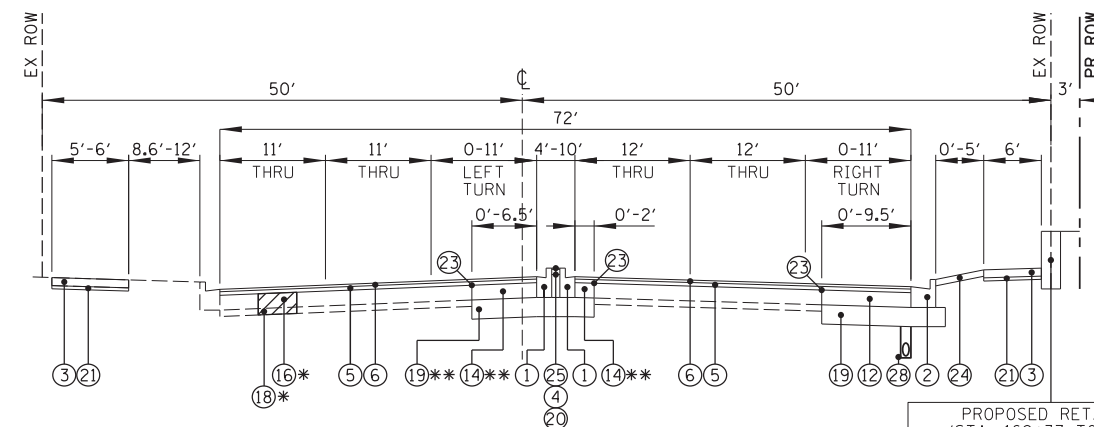 EX ROW
EX ROW
PR ROW
℄
50'
50'
3'
72'
5'-6'
8.6'-12'
11'
11'
0-11'
4'-10'
12'
12'
0-11'
0'-5'
6'
THRU
THRU
LEFT
TURN
THRU
THRU
RIGHT
TURN
0'-6.5'
0'-2'
0'-9.5'
23
23
23
3 21 16* 5 6 19** 14** 1 25 1 14** 6 5 19 12 28 2 24 21 3
18* 4
20
PROPOSED